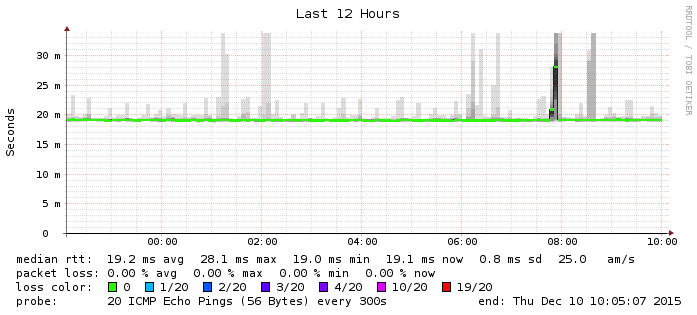 Last 12 Hours
RRDTOOL / TOBI OETIKER
Seconds
30 m
25 m
20 m
15 m
10 m
5 m
0
00:00 02:00 04:00 06:00 08:00 10:00
median rtt: 19.2 ms avg 28.1 ms max 19.0 ms min 19.1 ms now 0.8 ms sd 25.0 am/s
packet loss: 0.00 % avg 0.00 % max 0.00 % min 0.00 % now
loss color: 0 1/20 2/20 3/20 4/20 10/20 19/20
probe: 20 ICMP Echo Pings (56 Bytes) every 300s end: Thu Dec 10 10:05:07 2015